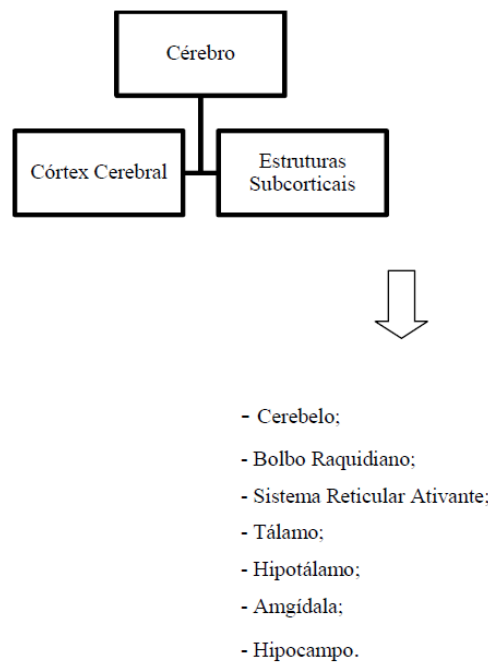 Cérebro
Córtex Cerebral
Estruturas
Subcorticais
- Cerebelo;
- Bolbo Raquidiano;
- Sistema Reticular Ativante;
- Tálamo;
- Hipotálamo;
- Amgídala;
- Hipocampo.